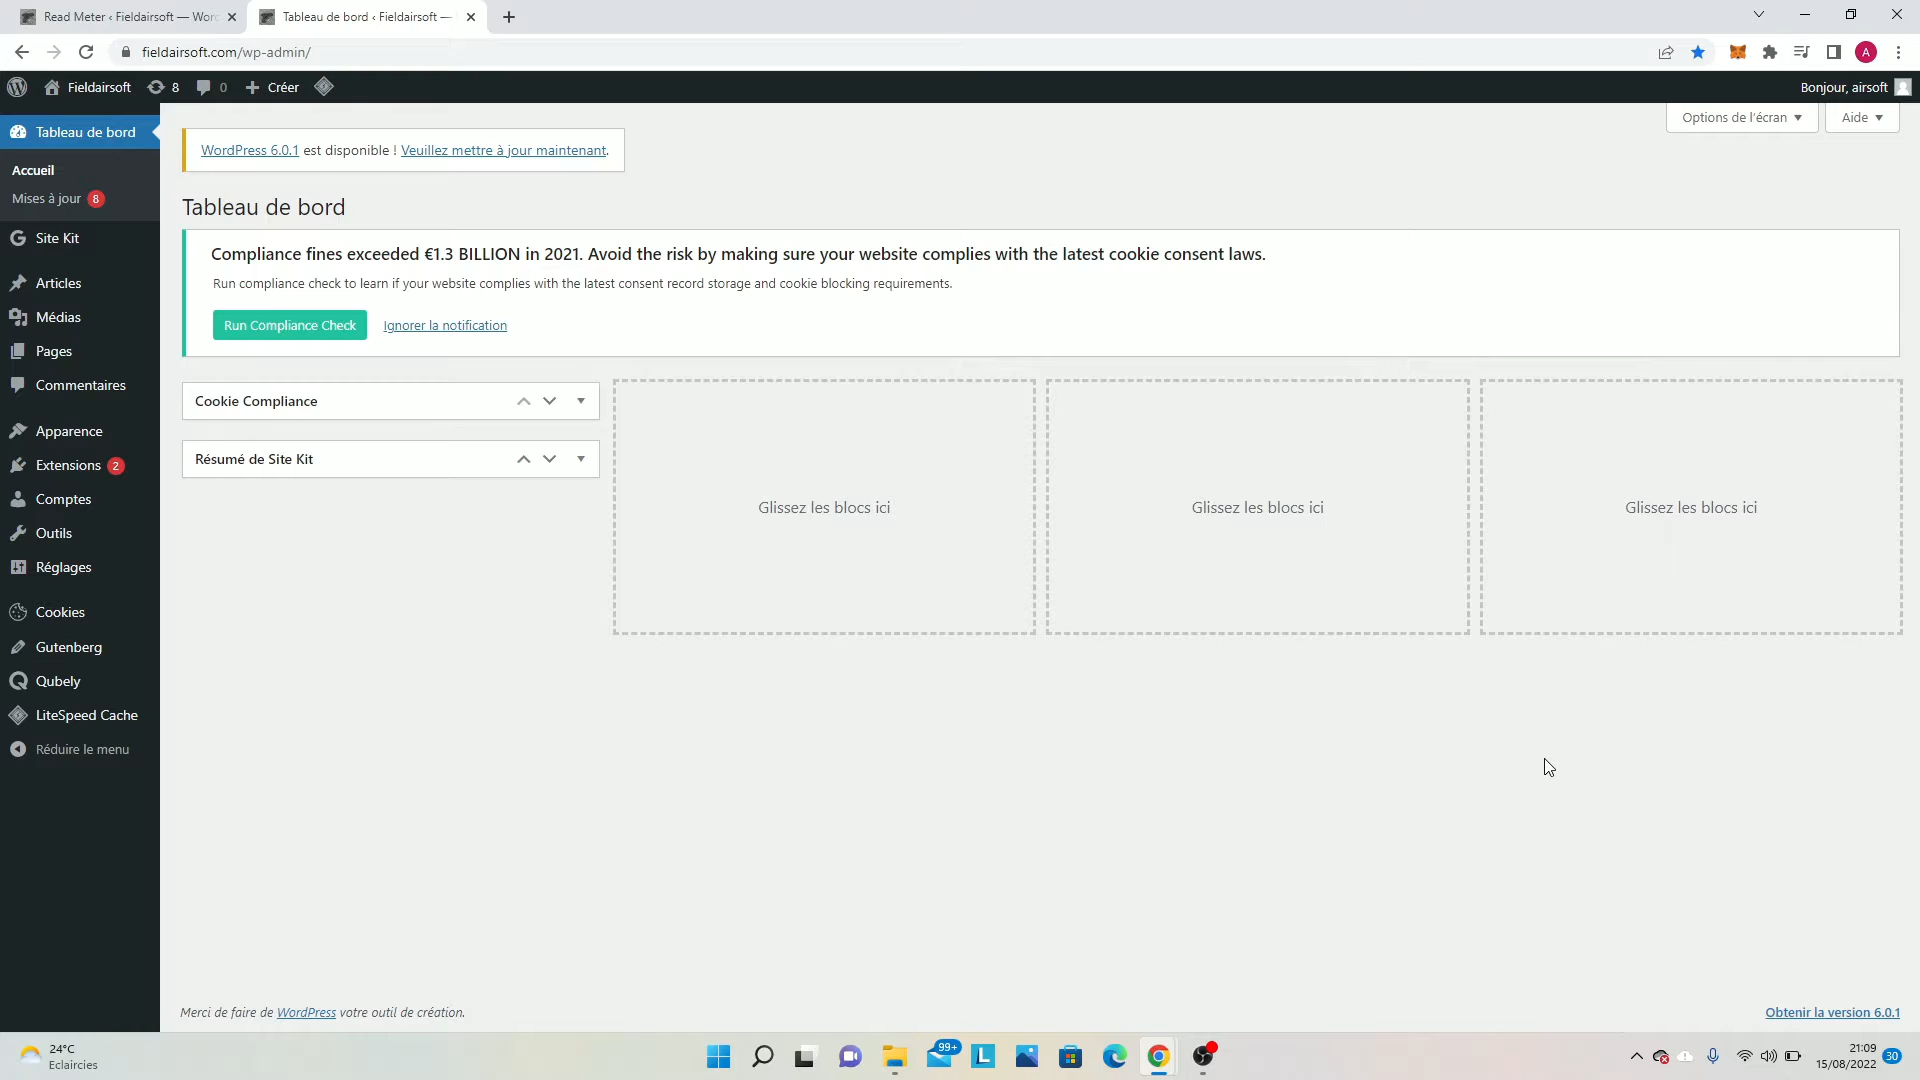 Read Meter ‹ Fieldairsoft — Wor
Tableau de bord ‹ Fieldairsoft —
fieldairsoft.com/wp-admin/
A
Fieldairsoft
8
0
Créer
Bonjour, airsoft
Tableau de bord
Accueil
Mises à jour 8
Site Kit
Articles
Médias
Pages
Commentaires
Apparence
Extensions 2
Comptes
Outils
Réglages
Cookies
Gutenberg
Qubely
LiteSpeed Cache
Réduire le menu
Options de l'écran
Aide
WordPress 6.0.1 est disponible ! Veuillez mettre à jour maintenant.
Tableau de bord
Compliance fines exceeded €1.3 BILLION in 2021. Avoid the risk by making sure your website complies with the latest cookie consent laws.
Run compliance check to learn if your website complies with the latest consent record storage and cookie blocking requirements.
Run Compliance Check
Ignorer la notification
Cookie Compliance
Résumé de Site Kit
Glissez les blocs ici
Glissez les blocs ici
Glissez les blocs ici
Merci de faire de WordPress votre outil de création.
Obtenir la version 6.0.1
24°C
Eclaircies
99+
L
21:09
15/08/2022
30